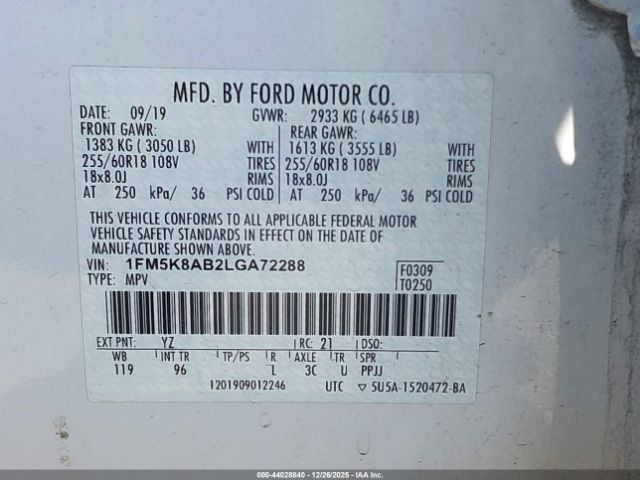 MFD. BY FORD MOTOR CO.
DATE: 09/19 GVWR: 2933 KG ( 6465 LB)
FRONT GAWR: REAR GAWR:
1383 KG ( 3050 LB) WITH 1613 KG ( 3555 LB) WITH
255/60R18 108V TIRES 255/60R18 108V TIRES
18x8.0J RIMS 18x8.0J RIMS
AT 250 kPa/ 36 PSI COLD AT 250 kPa/ 36 PSI COLD
THIS VEHICLE CONFORMS TO ALL APPLICABLE FEDERAL MOTOR
VEHICLE SAFETY STANDARDS IN EFFECT ON THE DATE OF
MANUFACTURE SHOWN ABOVE.
VIN: 1FM5K8AB2LGA72288 F0309
TYPE: MPV T0250
EXT PNT: YZ RC: 21 DSO:
WB INT TR TP/PS R AXLE TR SPR
119 96 L 3C U PPJJ
1201909012246 UTC ▽ 5U5A-1520472-BA
000-44028840 - 12/26/2025 - IAA Inc.